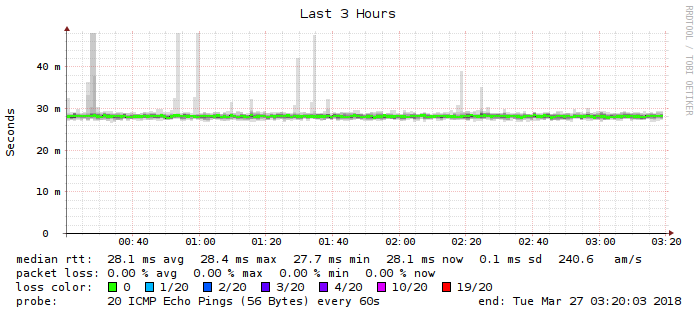 Last 3 Hours
RRDTOOL / TOBI OETIKER
Seconds
40 m
30 m
20 m
10 m
0
00:40 01:00 01:20 01:40 02:00 02:20 02:40 03:00 03:20
median rtt: 28.1 ms avg 28.4 ms max 27.7 ms min 28.1 ms now 0.1 ms sd 240.6 am/s
packet loss: 0.00 % avg 0.00 % max 0.00 % min 0.00 % now
loss color: 0 1/20 2/20 3/20 4/20 10/20 19/20
probe: 20 ICMP Echo Pings (56 Bytes) every 60s end: Tue Mar 27 03:20:03 2018